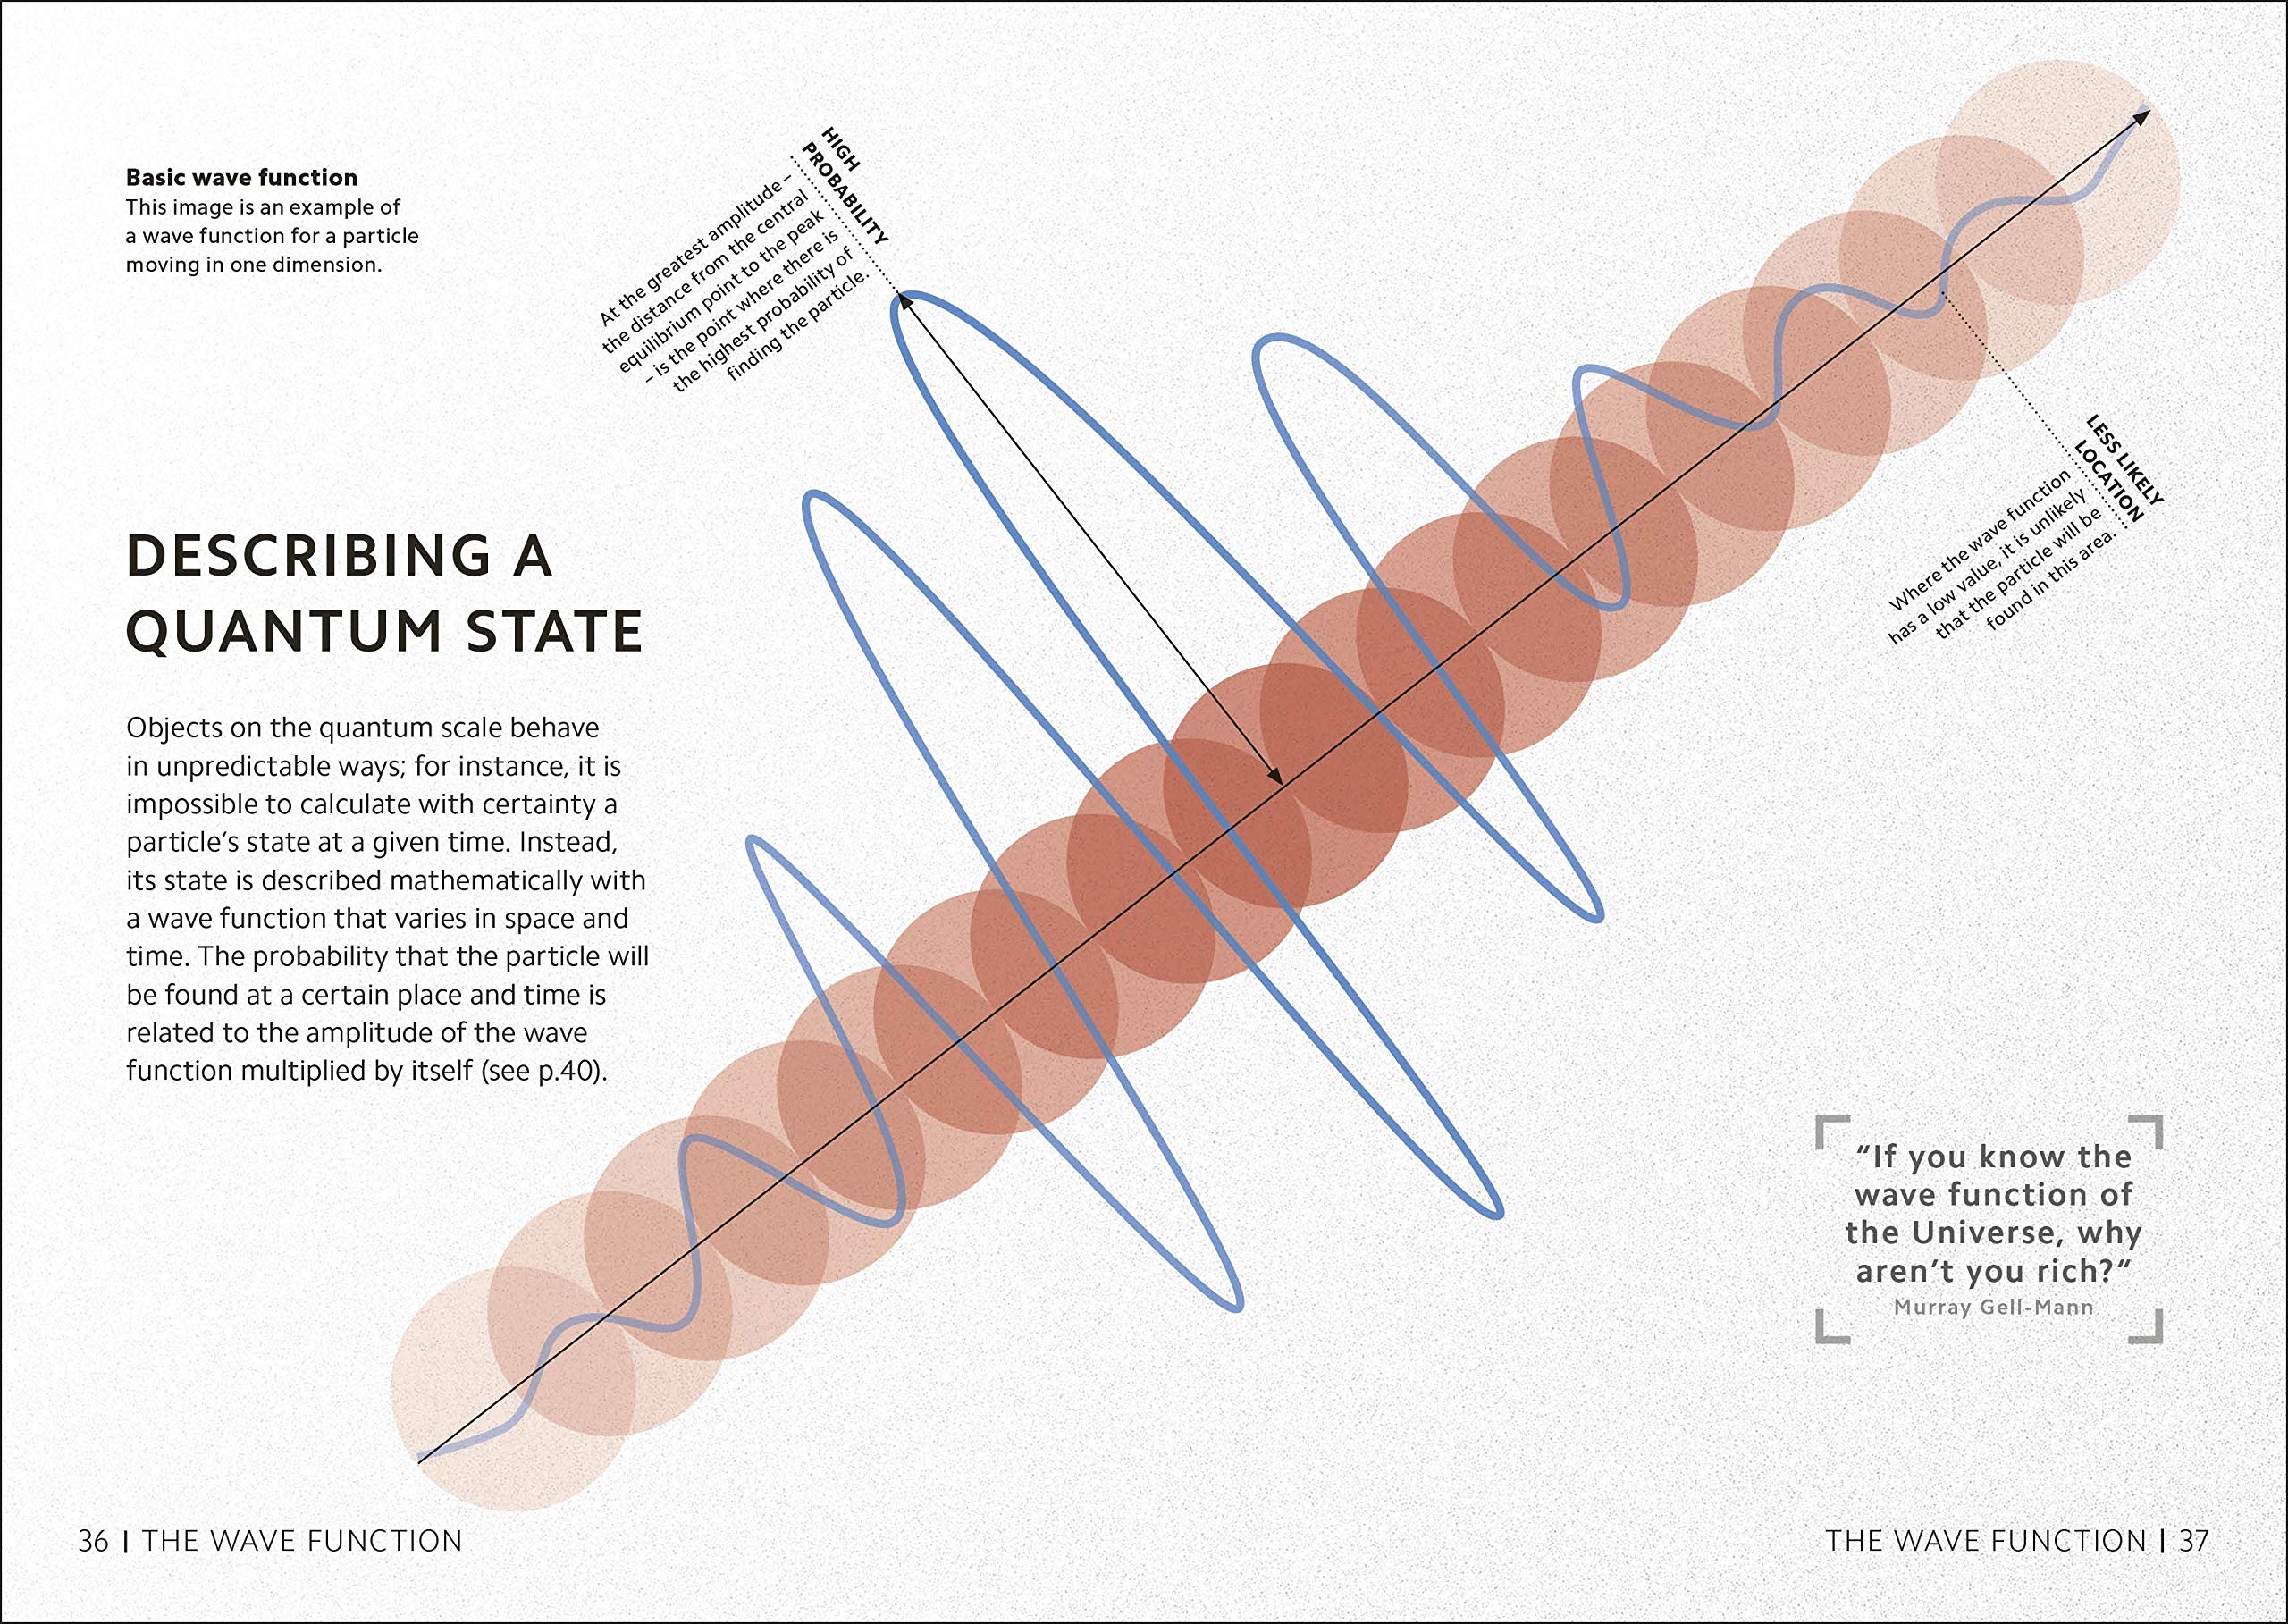 Basic wave function
This image is an example of
a wave function for a particle
moving in one dimension.
HIGH
PROBABILITY
At the greatest amplitude –
the distance from the central
equilibrium point to the peak
– is the point where there is
the highest probability of
finding the particle.
DESCRIBING A
QUANTUM STATE
Objects on the quantum scale behave
in unpredictable ways; for instance, it is
impossible to calculate with certainty a
particle’s state at a given time. Instead,
its state is described mathematically with
a wave function that varies in space and
time. The probability that the particle will
be found at a certain place and time is
related to the amplitude of the wave
function multiplied by itself (see p.40).
LESS LIKELY
LOCATION
Where the wave function
has a low value, it is unlikely
that the particle will be
found in this area.
“If you know the
wave function of
the Universe, why
aren’t you rich?“
Murray Gell-Mann
36 | THE WAVE FUNCTION
THE WAVE FUNCTION | 37